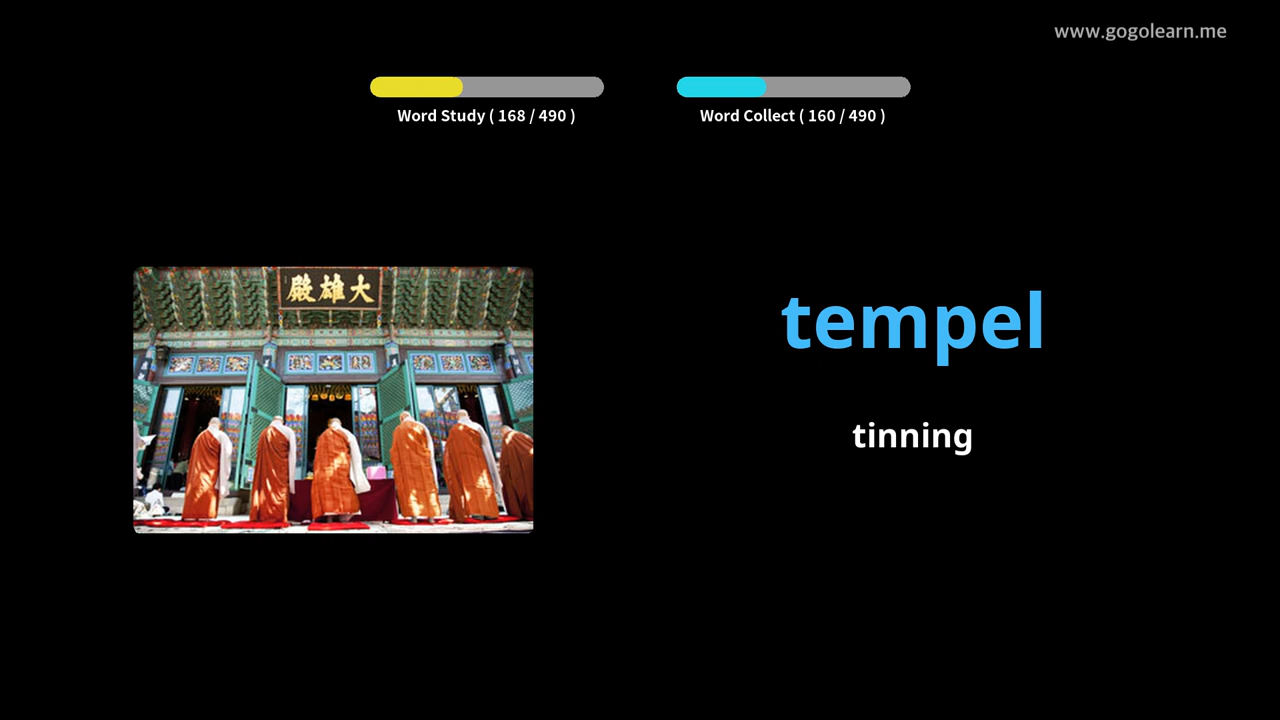 www.gogolearn.me
Word Study ( 168 / 490 )
Word Collect ( 160 / 490 )
殿雄大
tempel
tinning